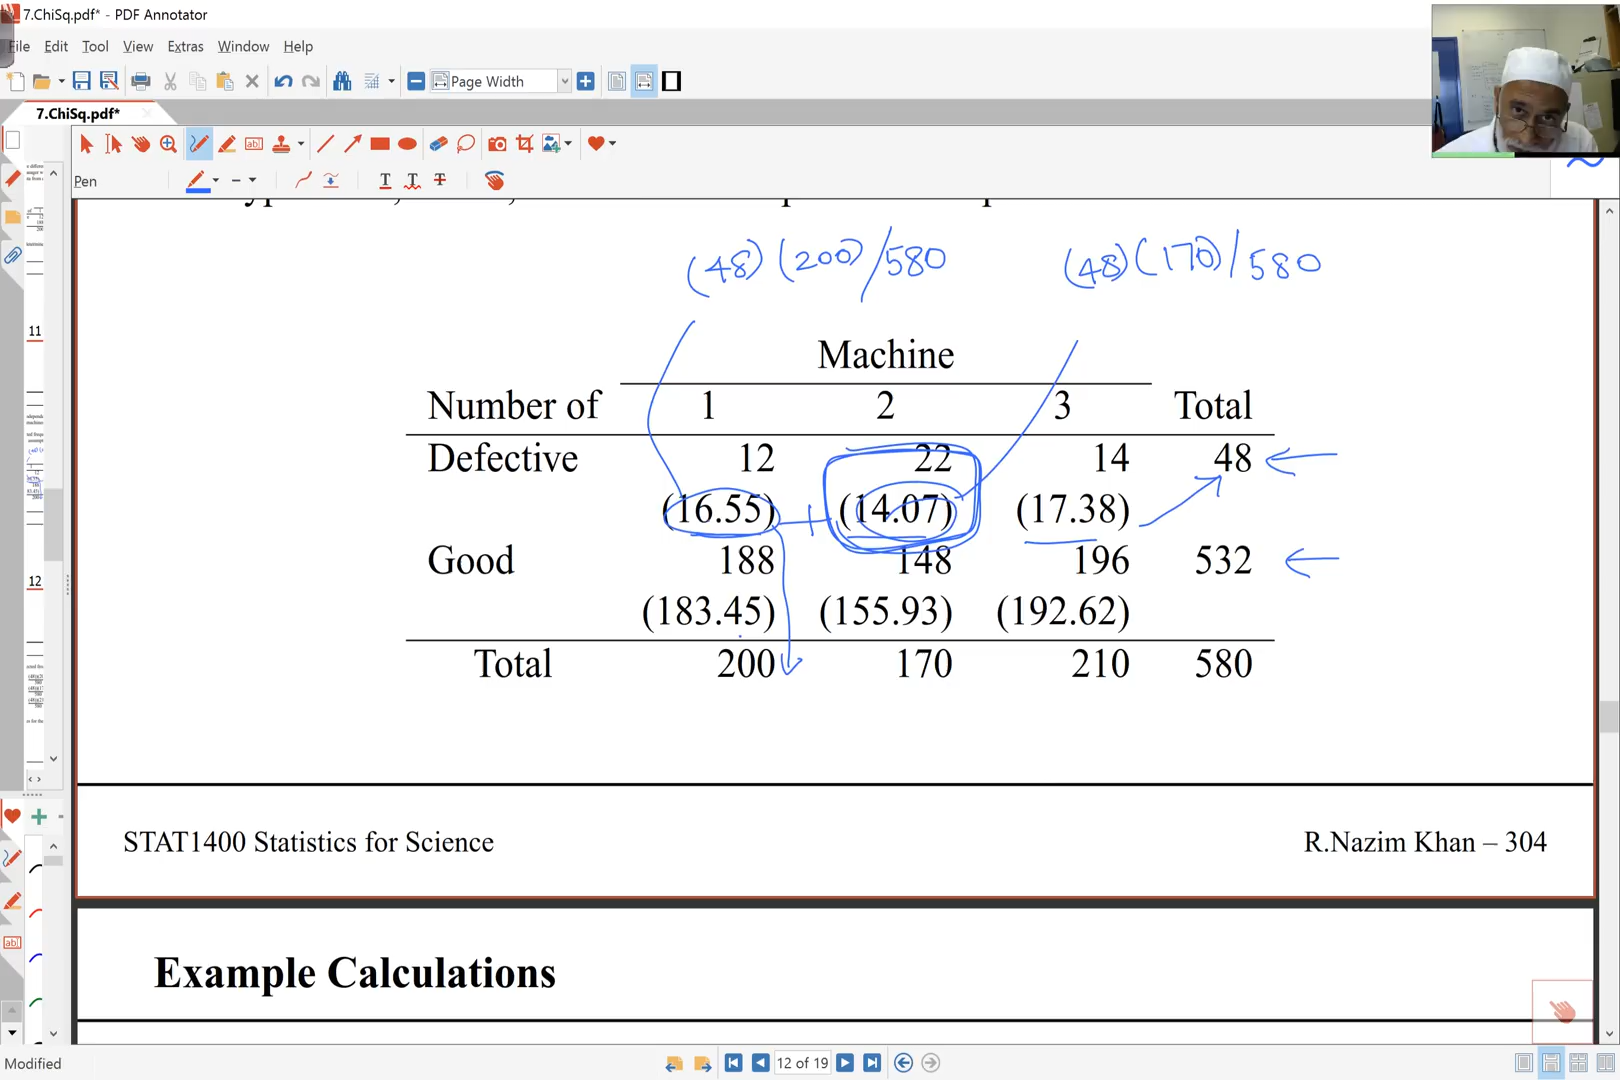 7.ChiSq.pdf* - PDF Annotator
File Edit Tool View Extras Window Help
Page Width
7.ChiSq.pdf*
Pen
(48) (200) / 580 (48) (170) / 580
Machine
Number of 1 2 3 Total
Defective 12 22 14 48
(16.55) + (14.07) (17.38)
Good 188 148 196 532
(183.45) (155.93) (192.62)
Total 200 170 210 580
STAT1400 Statistics for Science R.Nazim Khan – 304
Example Calculations
11
12
Modified 12 of 19